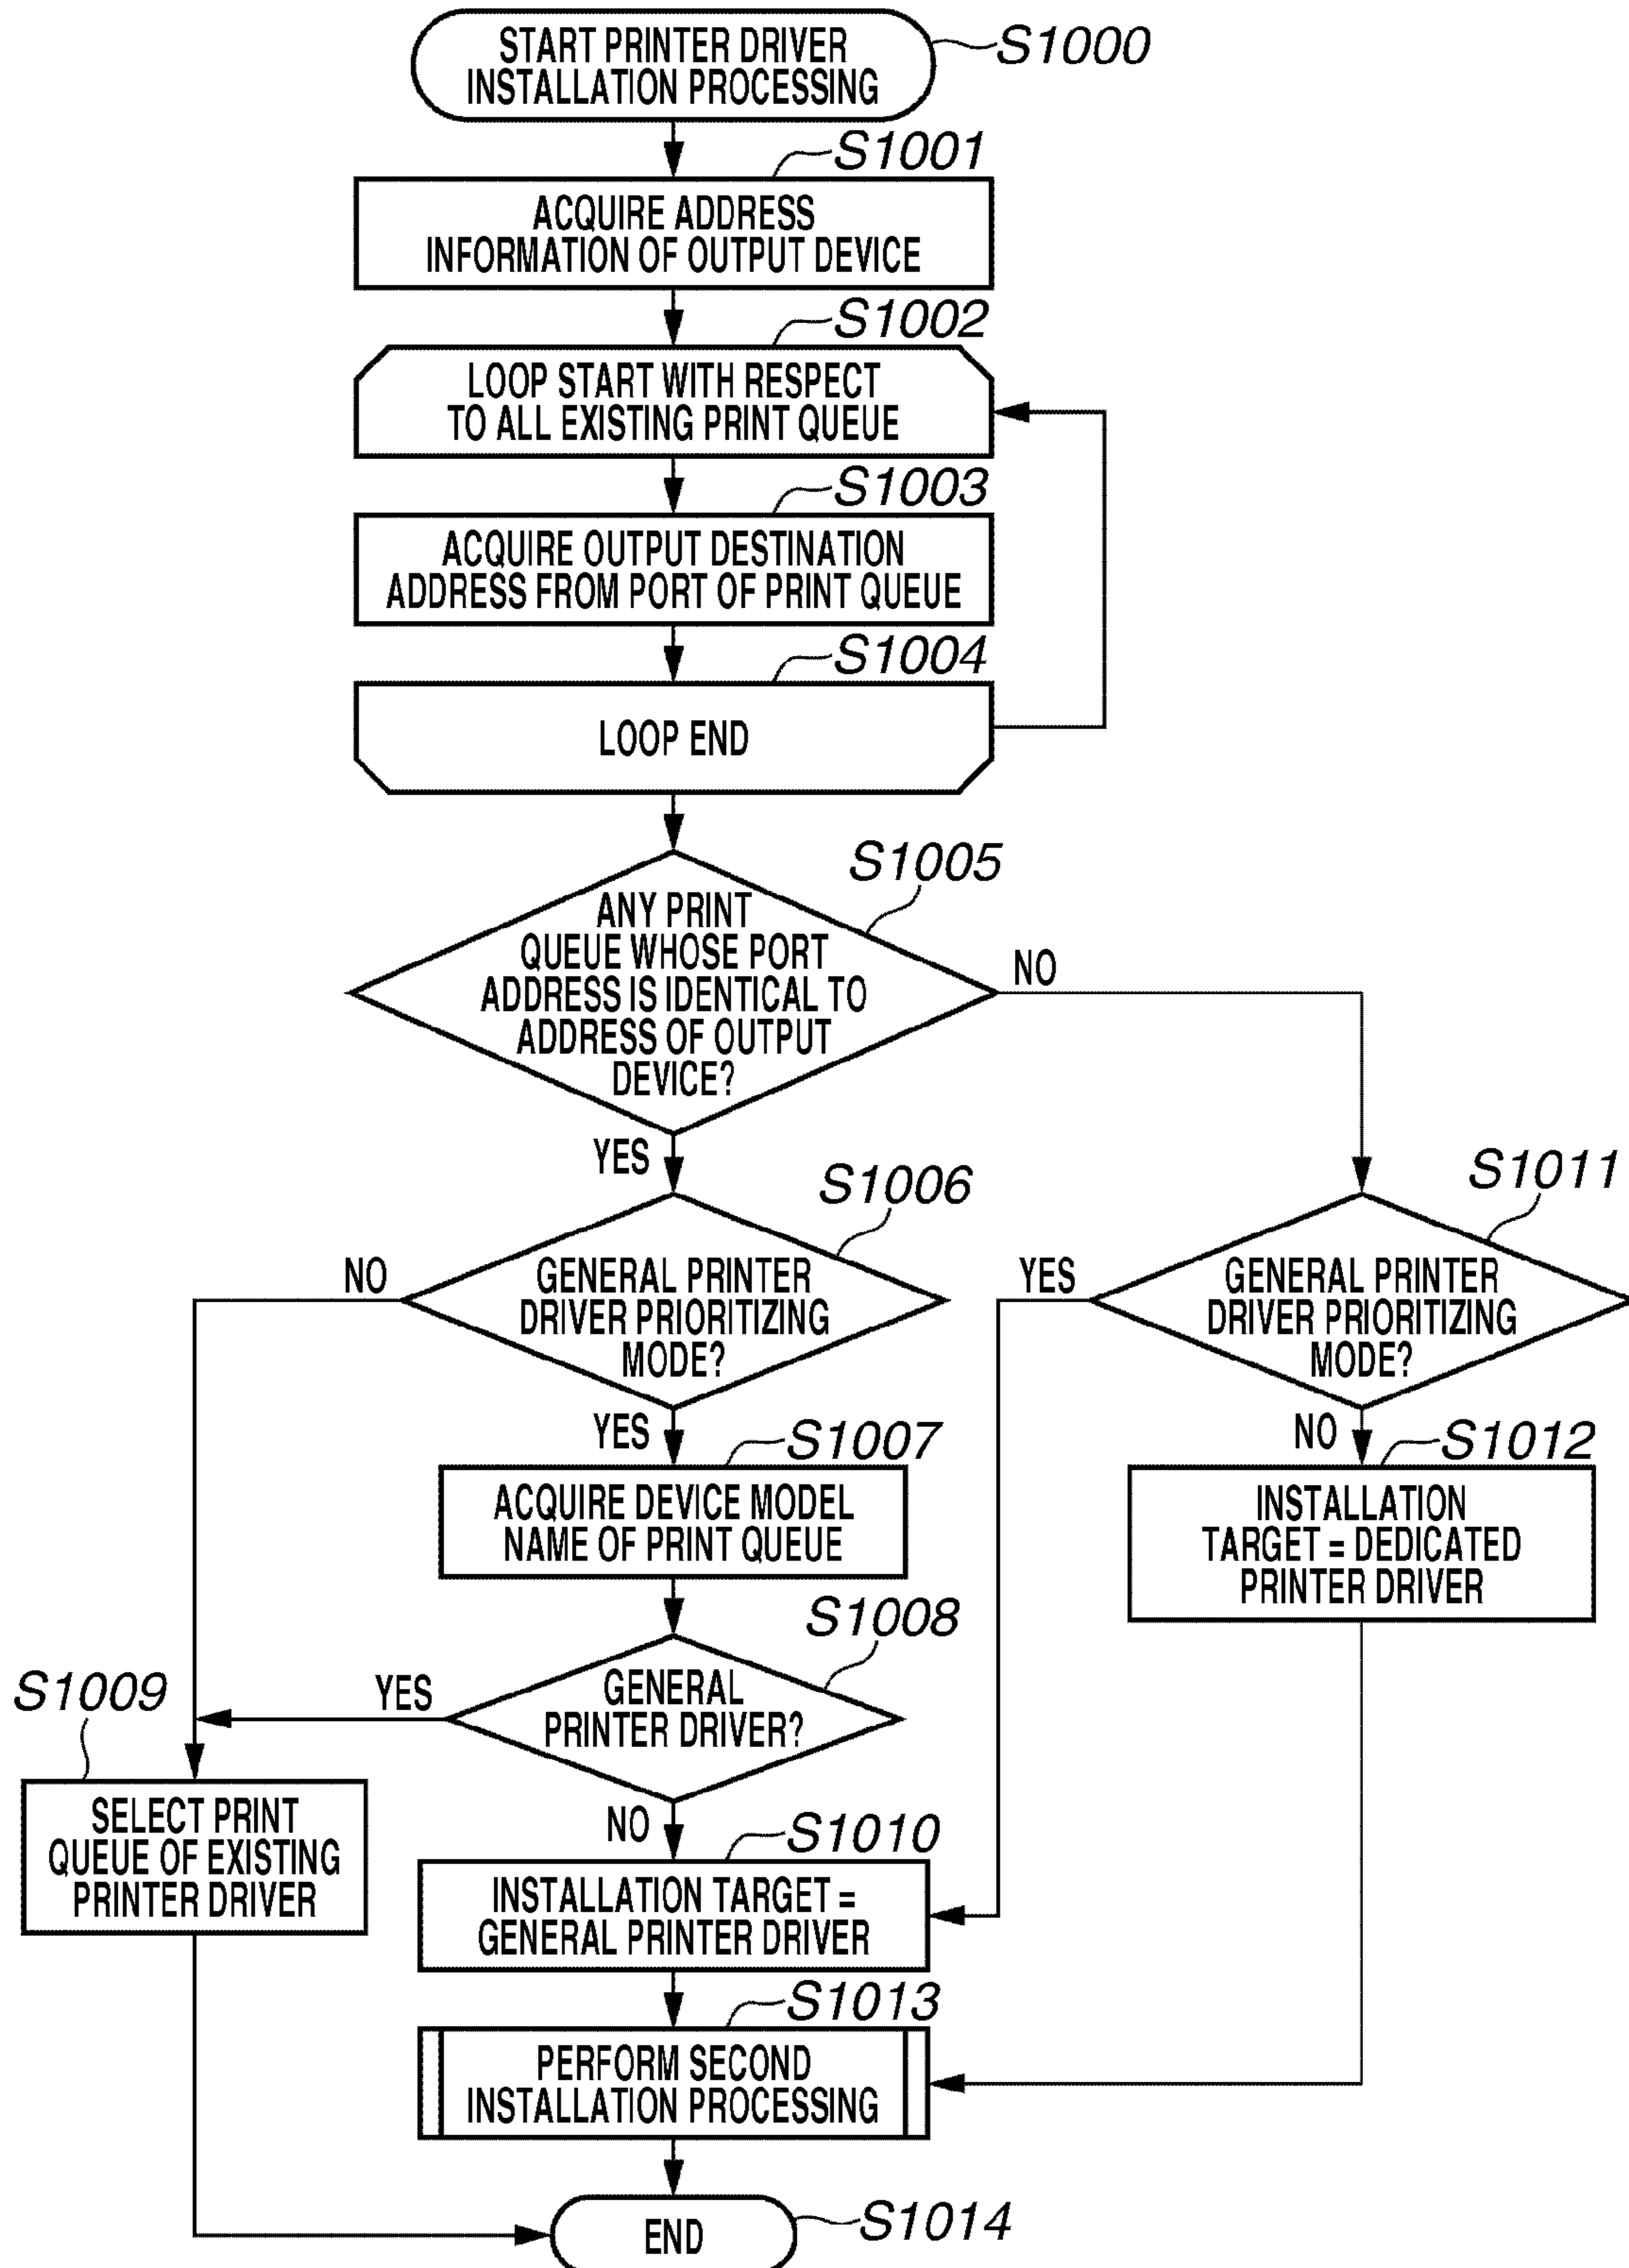 START PRINTER DRIVER
INSTALLATION PROCESSING
S1000
S1001
ACQUIRE ADDRESS
INFORMATION OF OUTPUT DEVICE
S1002
LOOP START WITH RESPECT
TO ALL EXISTING PRINT QUEUE
S1003
ACQUIRE OUTPUT DESTINATION
ADDRESS FROM PORT OF PRINT QUEUE
S1004
LOOP END
S1005
ANY PRINT
QUEUE WHOSE PORT
ADDRESS IS IDENTICAL TO
ADDRESS OF OUTPUT
DEVICE?
NO
YES
S1006
GENERAL PRINTER
DRIVER PRIORITIZING
MODE?
NO
YES
S1011
GENERAL PRINTER
DRIVER PRIORITIZING
MODE?
YES
NO
S1007
ACQUIRE DEVICE MODEL
NAME OF PRINT QUEUE
S1012
INSTALLATION
TARGET = DEDICATED
PRINTER DRIVER
S1008
GENERAL
PRINTER DRIVER?
YES
NO
S1009
SELECT PRINT
QUEUE OF EXISTING
PRINTER DRIVER
S1010
INSTALLATION TARGET =
GENERAL PRINTER DRIVER
S1013
PERFORM SECOND
INSTALLATION PROCESSING
END
S1014